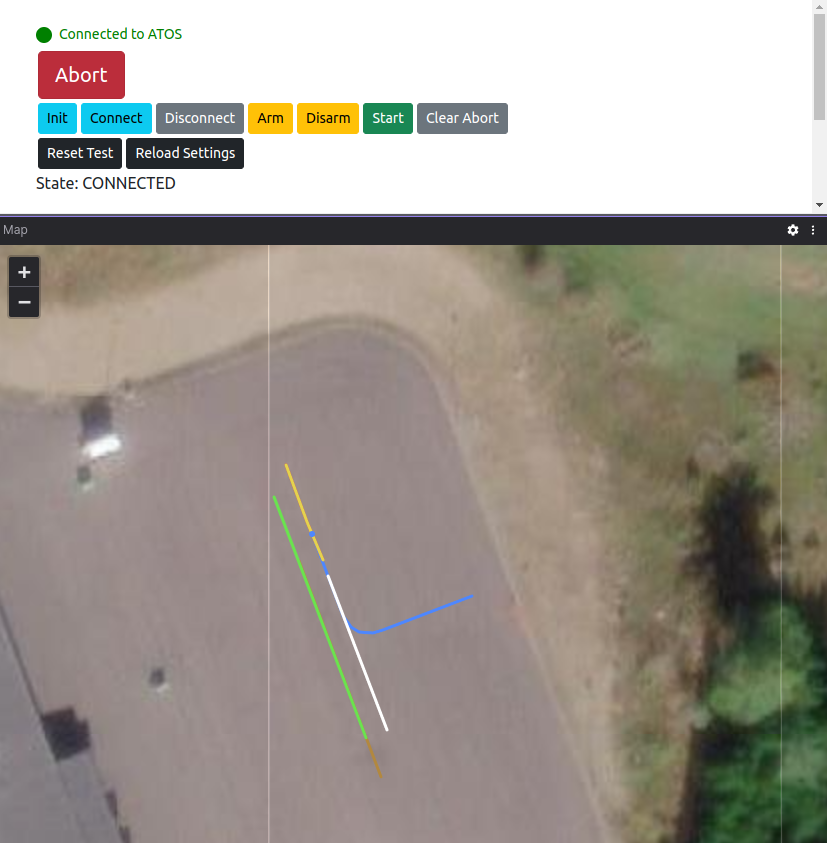 Connected to ATOS
Abort
Init Connect Disconnect Arm Disarm Start Clear Abort
Reset Test Reload Settings
State: CONNECTED
Map
+
−